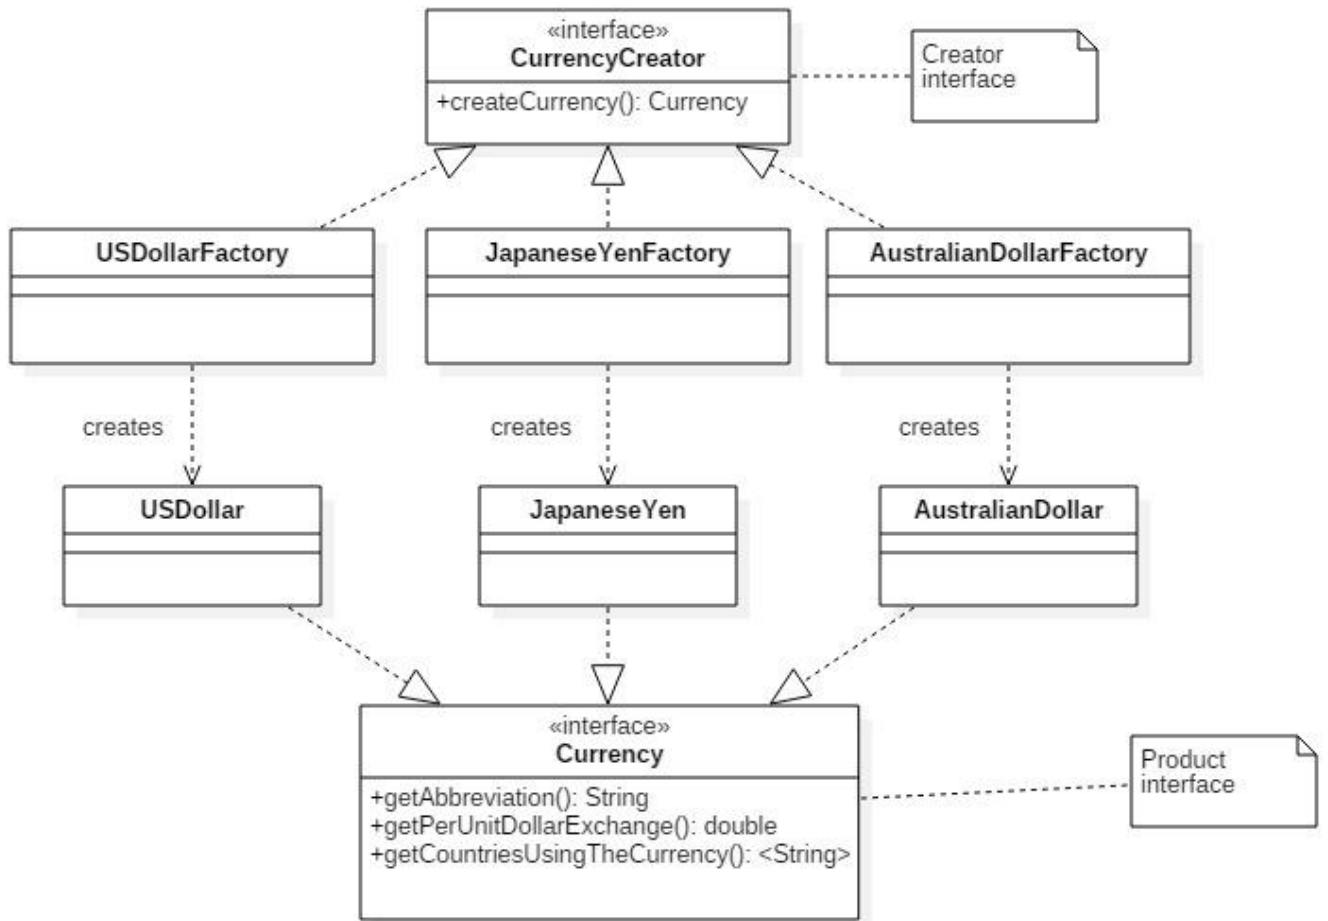 «interface»
CurrencyCreator
+createCurrency(): Currency
Creator
interface
USDollarFactory
JapaneseYenFactory
AustralianDollarFactory
creates
creates
creates
USDollar
JapaneseYen
AustralianDollar
«interface»
Currency
+getAbbreviation(): String
+getPerUnitDollarExchange(): double
+getCountriesUsingTheCurrency(): <String>
Product
interface